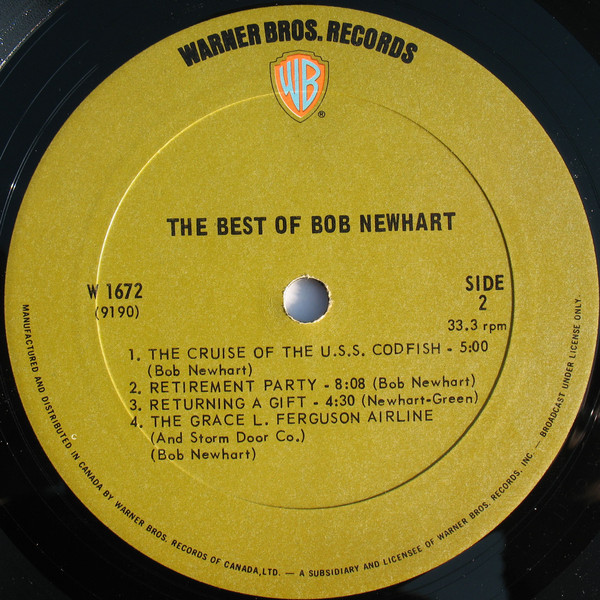 WARNER BROS. RECORDS
WB
®
THE BEST OF BOB NEWHART
W 1672
(9190)
SIDE
2
33.3 rpm
1. THE CRUISE OF THE U.S.S. CODFISH - 5:00
(Bob Newhart)
2. RETIREMENT PARTY - 8:08 (Bob Newhart)
3. RETURNING A GIFT - 4:30 (Newhart-Green)
4. THE GRACE L. FERGUSON AIRLINE
(And Storm Door Co.)
(Bob Newhart)
MANUFACTURED AND DISTRIBUTED IN CANADA BY WARNER BROS. RECORDS OF CANADA, LTD. — A SUBSIDIARY AND LICENSEE OF WARNER BROS. RECORDS. INC. — BROADCAST UNDER LICENSE ONLY.